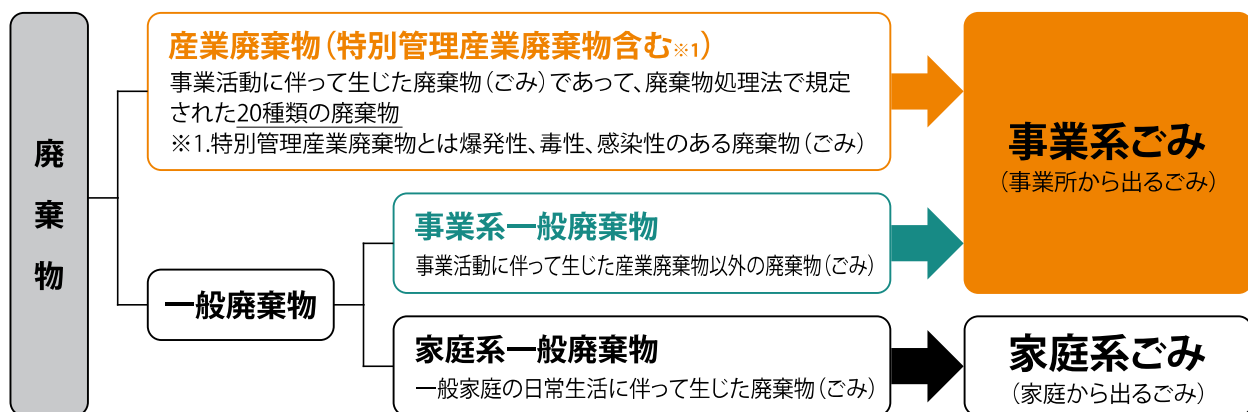 廃棄物
産業廃棄物(特別管理産業廃棄物含む※1)
事業活動に伴って生じた廃棄物(ごみ)であって、廃棄物処理法で規定
された20種類の廃棄物
※1.特別管理産業廃棄物とは爆発性、毒性、感染性のある廃棄物(ごみ)
一般廃棄物
事業系一般廃棄物
事業活動に伴って生じた産業廃棄物以外の廃棄物(ごみ)
家庭系一般廃棄物
一般家庭の日常生活に伴って生じた廃棄物(ごみ)
事業系ごみ
(事業所から出るごみ)
家庭系ごみ
(家庭から出るごみ)